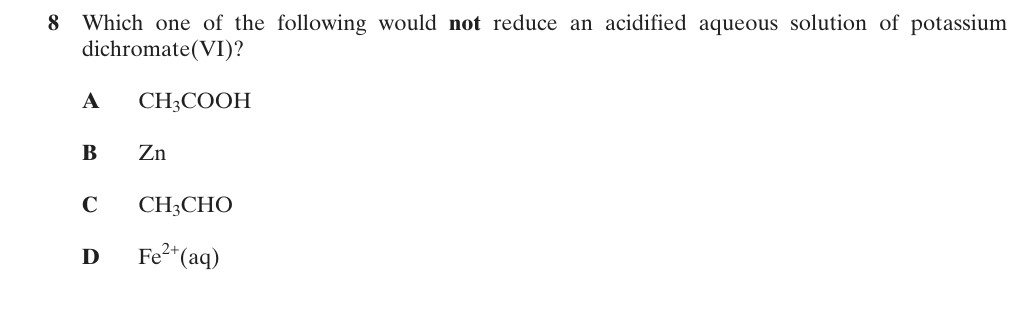 8 Which one of the following would not reduce an acidified aqueous solution of potassium
dichromate(VI)?
A CH₃COOH
B Zn
C CH₃CHO
D Fe²⁺(aq)